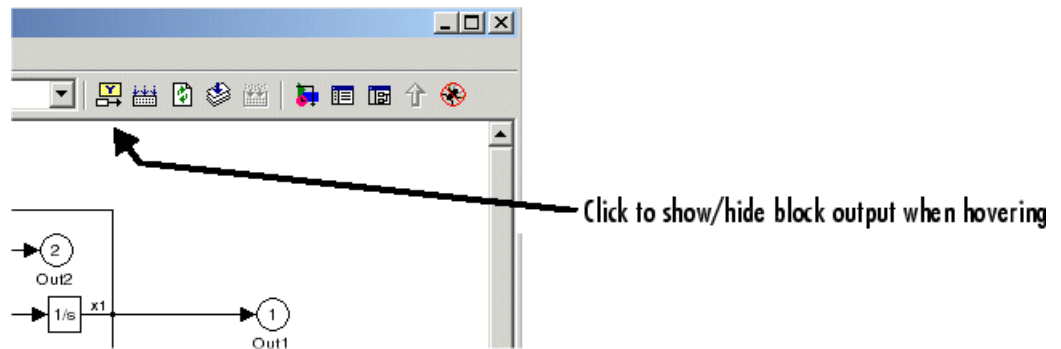 Y
Click to show/hide block output when hovering
2
Out2
1/s
x1
1
Out1